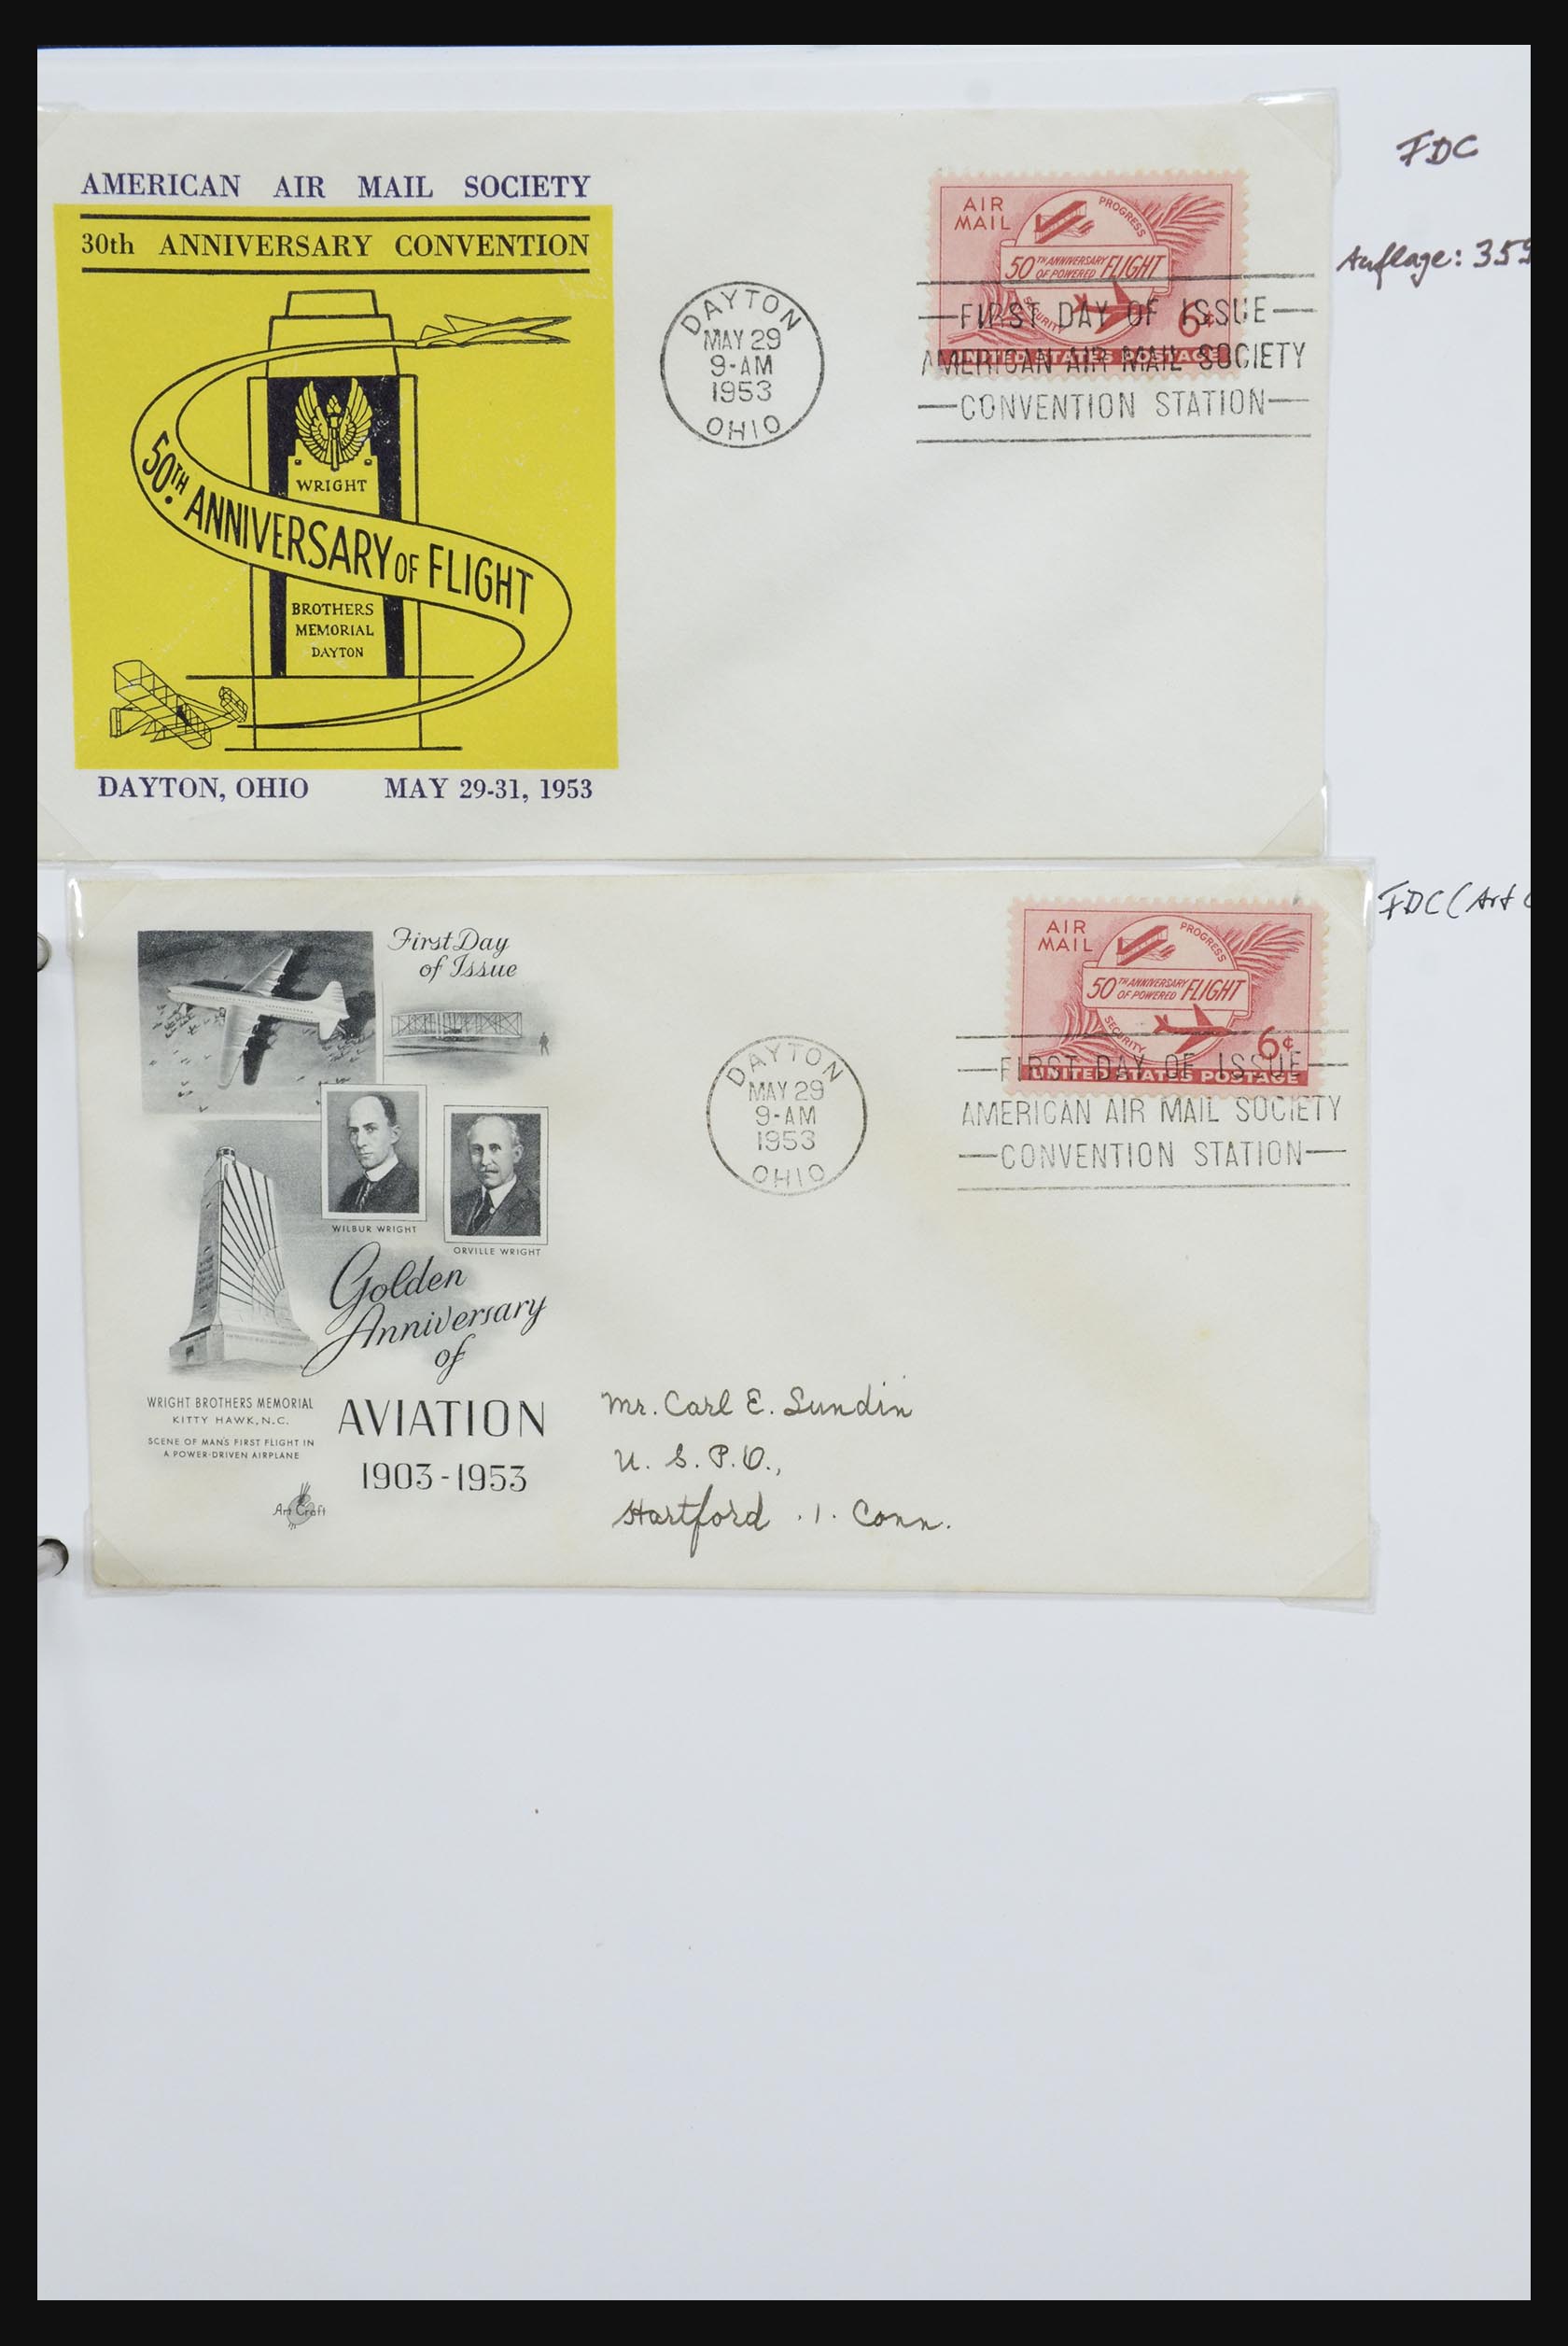 AMERICAN AIR MAIL SOCIETY
30th ANNIVERSARY CONVENTION
50TH ANNIVERSARY OF FLIGHT
WRIGHT
BROTHERS
MEMORIAL
DAYTON
DAYTON, OHIO MAY 29-31, 1953
DAYTON
MAY 29
9-AM
1953
OHIO
AIR
MAIL
PROGRESS
50TH ANNIVERSARY
OF POWERED FLIGHT
SECURITY
6¢
UNITED STATES POSTAGE
FIRST DAY OF ISSUE
AMERICAN AIR MAIL SOCIETY
CONVENTION STATION
FDC
Auflage: 359
First Day
of Issue
WILBUR WRIGHT
ORVILLE WRIGHT
Golden
Anniversary
of
AVIATION
1903-1953
WRIGHT BROTHERS MEMORIAL
KITTY HAWK, N.C.
SCENE OF MAN'S FIRST FLIGHT IN
A POWER-DRIVEN AIRPLANE
Art Craft
DAYTON
MAY 29
9-AM
1953
OHIO
AIR
MAIL
PROGRESS
50TH ANNIVERSARY
OF POWERED FLIGHT
SECURITY
6¢
UNITED STATES POSTAGE
FIRST DAY OF ISSUE
AMERICAN AIR MAIL SOCIETY
CONVENTION STATION
FDC (Art
Mr. Carl E. Sundin
U. S. P.O.,
Hartford .1. Conn.